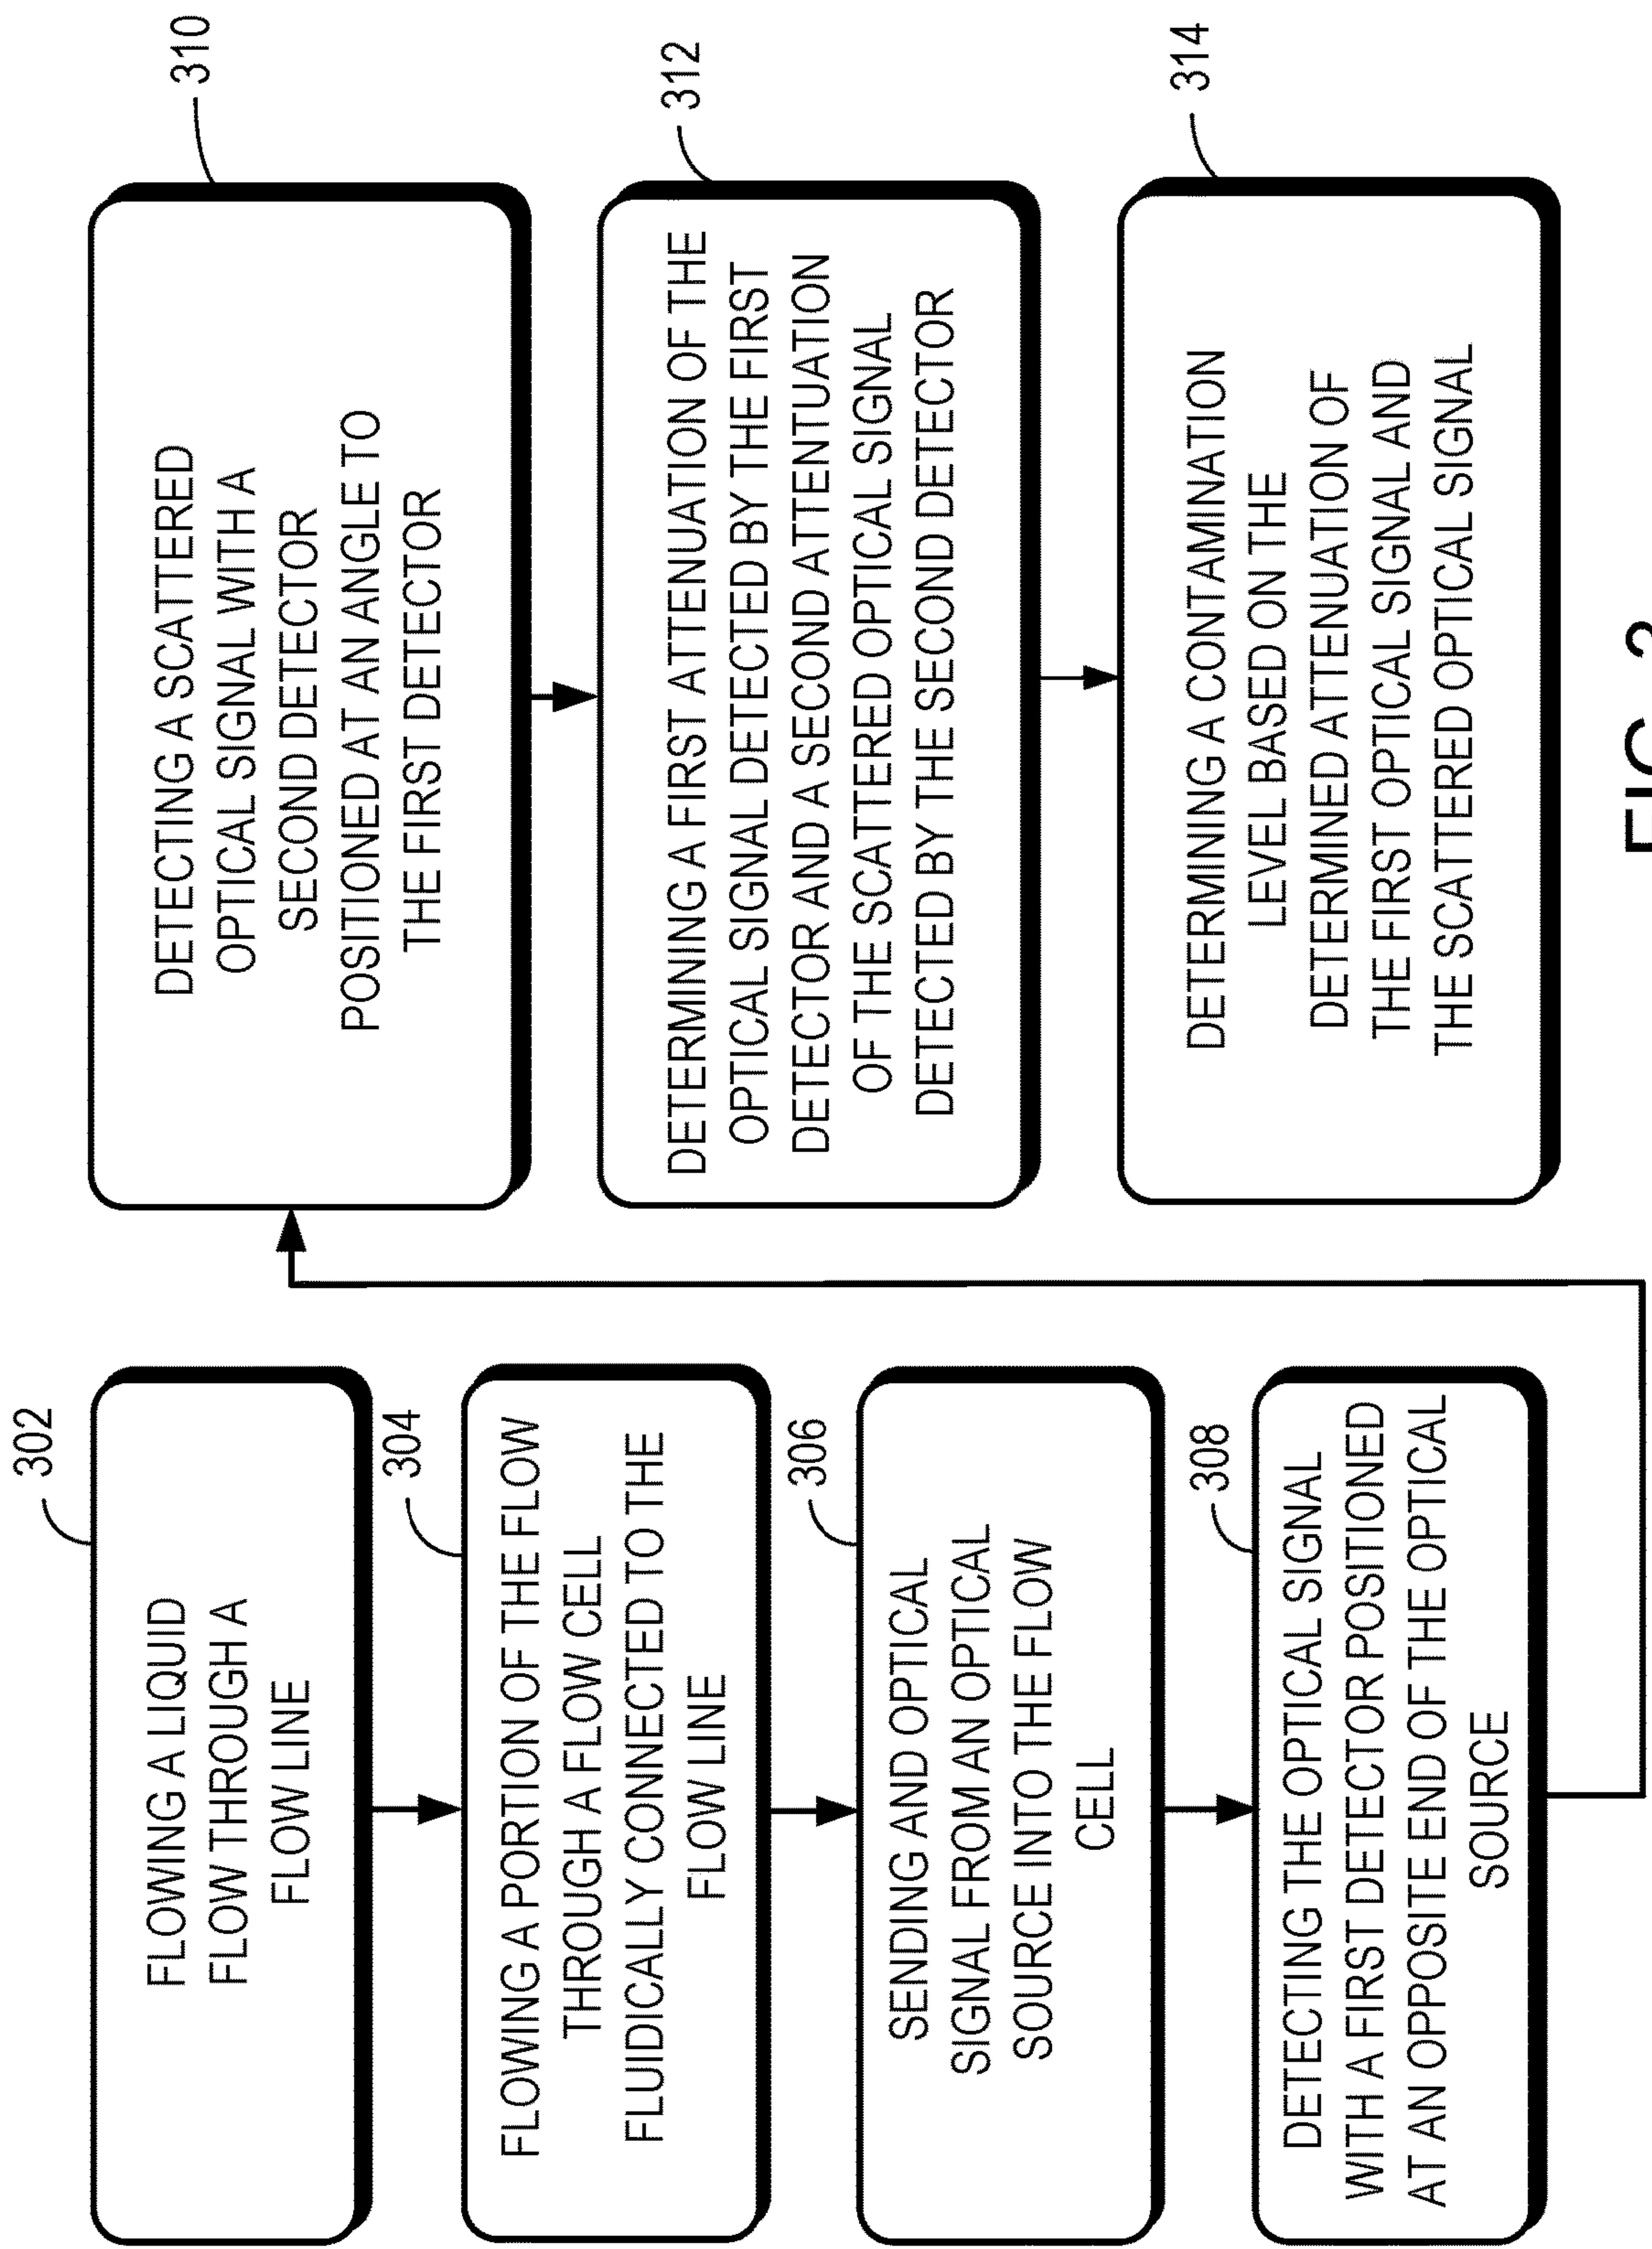 302
FLOWING A LIQUID
FLOW THROUGH A
FLOW LINE
304
FLOWING A PORTION OF THE FLOW
THROUGH A FLOW CELL
FLUIDICALLY CONNECTED TO THE
FLOW LINE
306
SENDING AND OPTICAL
SIGNAL FROM AN OPTICAL
SOURCE INTO THE FLOW
CELL
308
DETECTING THE OPTICAL SIGNAL
WITH A FIRST DETECTOR POSITIONED
AT AN OPPOSITE END OF THE OPTICAL
SOURCE
310
DETECTING A SCATTERED
OPTICAL SIGNAL WITH A
SECOND DETECTOR
POSITIONED AT AN ANGLE TO
THE FIRST DETECTOR
312
DETERMINING A FIRST ATTENUATION OF THE
OPTICAL SIGNAL DETECTED BY THE FIRST
DETECTOR AND A SECOND ATTENTUATION
OF THE SCATTERED OPTICAL SIGNAL
DETECTED BY THE SECOND DETECTOR
314
DETERMINING A CONTAMINATION
LEVEL BASED ON THE
DETERMINED ATTENUATION OF
THE FIRST OPTICAL SIGNAL AND
THE SCATTERED OPTICAL SIGNAL